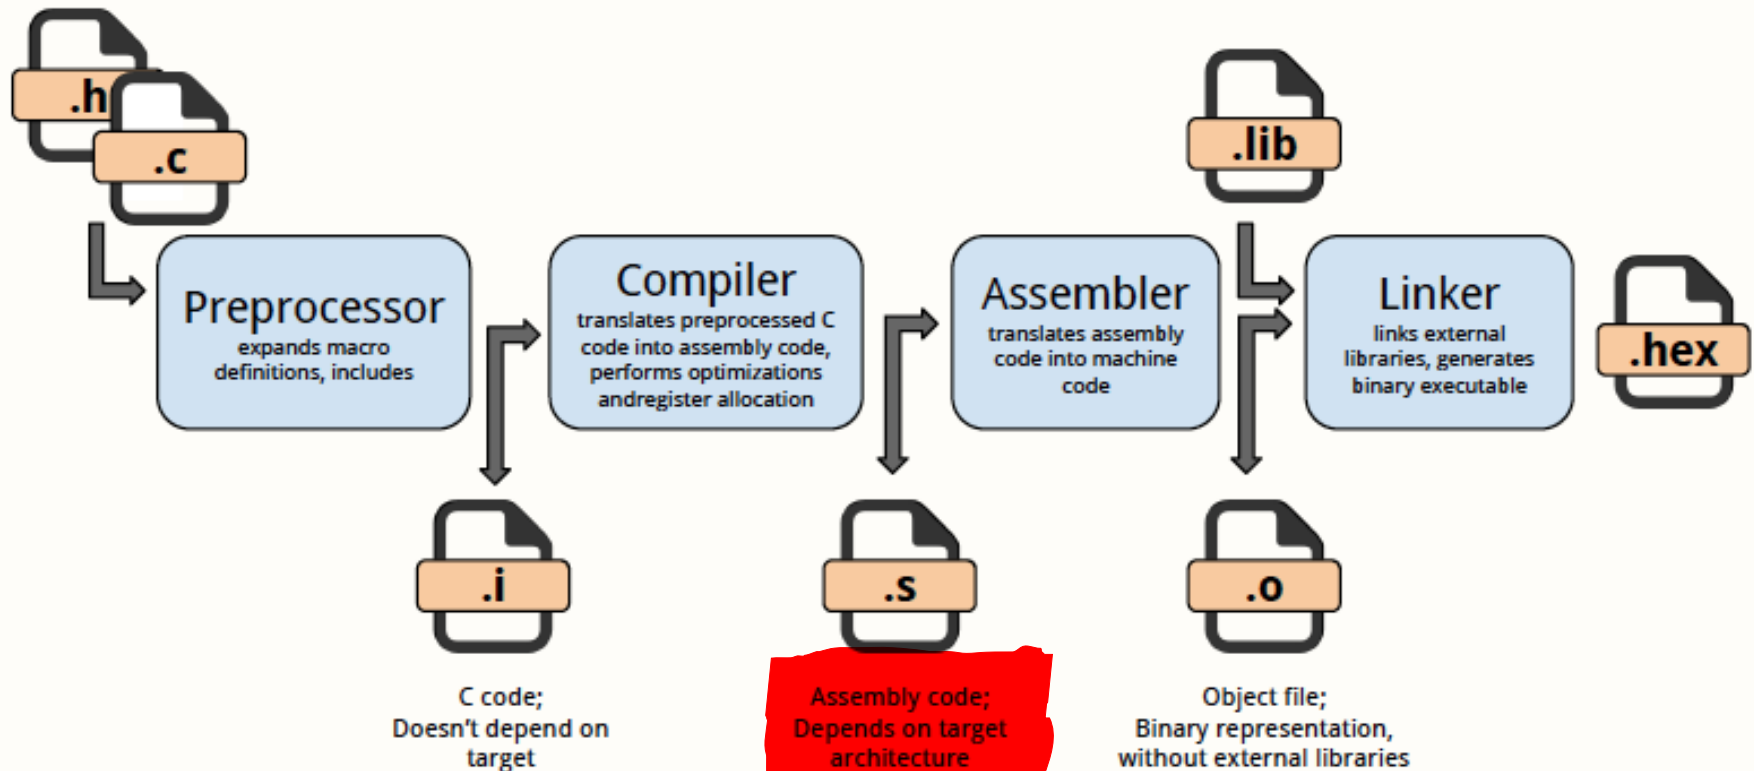 .h
.c
.lib
Preprocessor
expands macro
definitions, includes
Compiler
translates preprocessed C
code into assembly code,
performs optimizations
andregister allocation
Assembler
translates assembly
code into machine
code
Linker
links external
libraries, generates
binary executable
.hex
.i
.s
.o
C code;
Doesn't depend on
target
Assembly code;
Depends on target
architecture
Object file;
Binary representation,
without external libraries